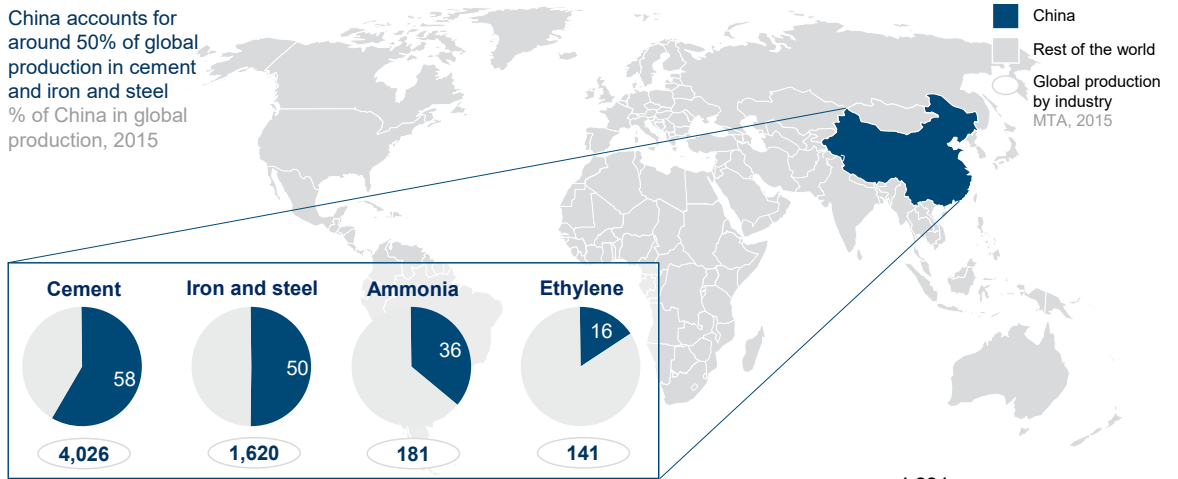 China accounts for
around 50% of global
production in cement
and iron and steel
% of China in global
production, 2015
China
Rest of the world
Global production
by industry
MTA, 2015
Cement
Iron and steel
Ammonia
Ethylene
58
50
36
16
4,026
1,620
181
141